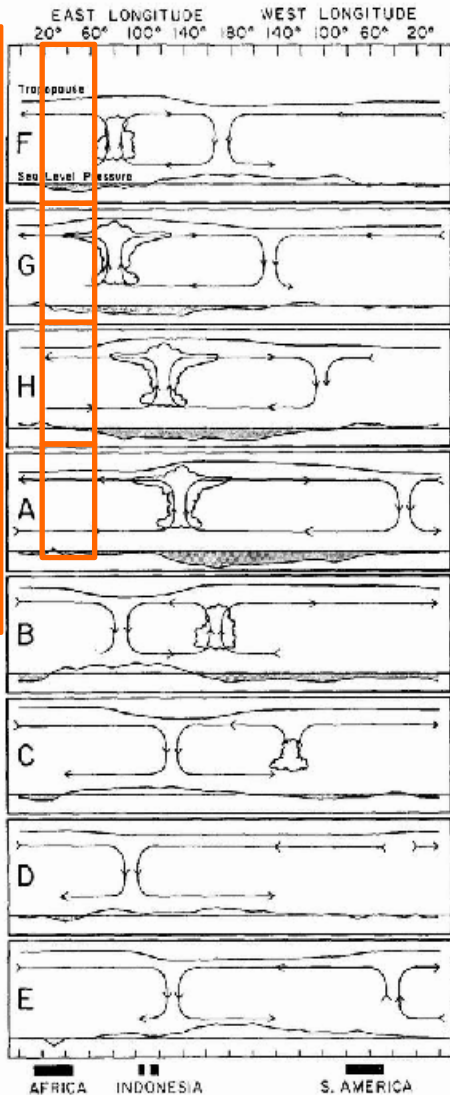 EAST LONGITUDE WEST LONGITUDE
20° 60° 100° 140° 180° 140° 100° 60° 20°
Tropopause
F
Sea Level Pressure
G
H
A
B
C
D
E
AFRICA INDONESIA S. AMERICA